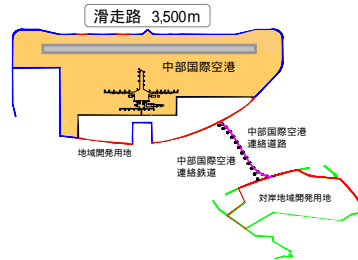 滑走路 3,500m
中部国際空港
中部国際空港
連絡道路
地域開発用地
中部国際空港
連絡鉄道
対岸地域開発用地